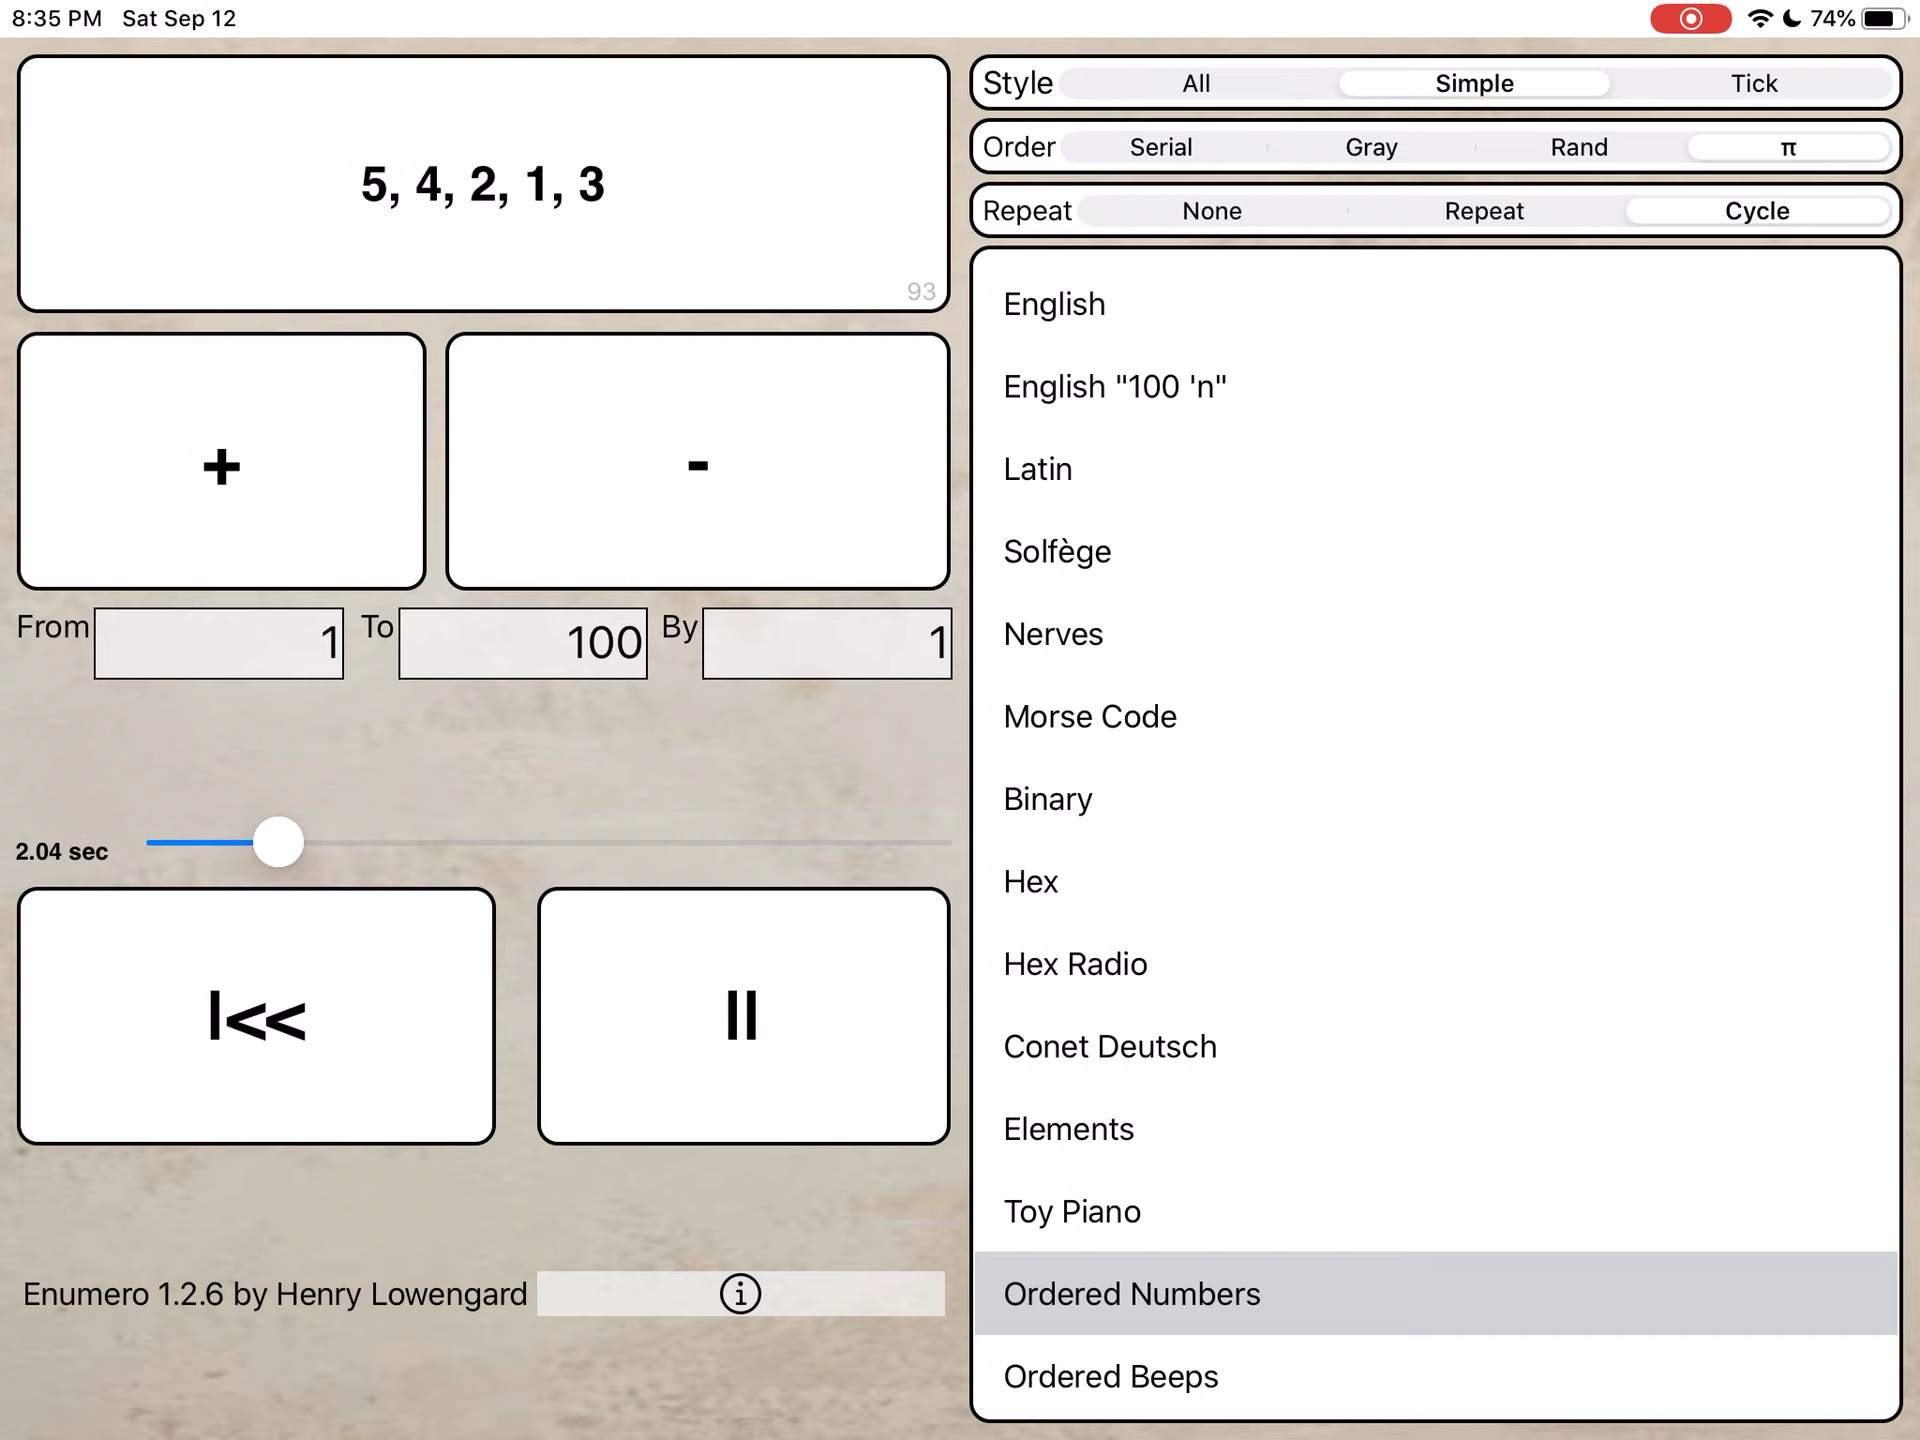 8:35 PM Sat Sep 12
74%
5, 4, 2, 1, 3
93
+
-
From 1 To 100 By 1
2.04 sec
I<<
II
Enumero 1.2.6 by Henry Lowengard
Style All Simple Tick
Order Serial Gray Rand π
Repeat None Repeat Cycle
English
English "100 'n"
Latin
Solfège
Nerves
Morse Code
Binary
Hex
Hex Radio
Conet Deutsch
Elements
Toy Piano
Ordered Numbers
Ordered Beeps